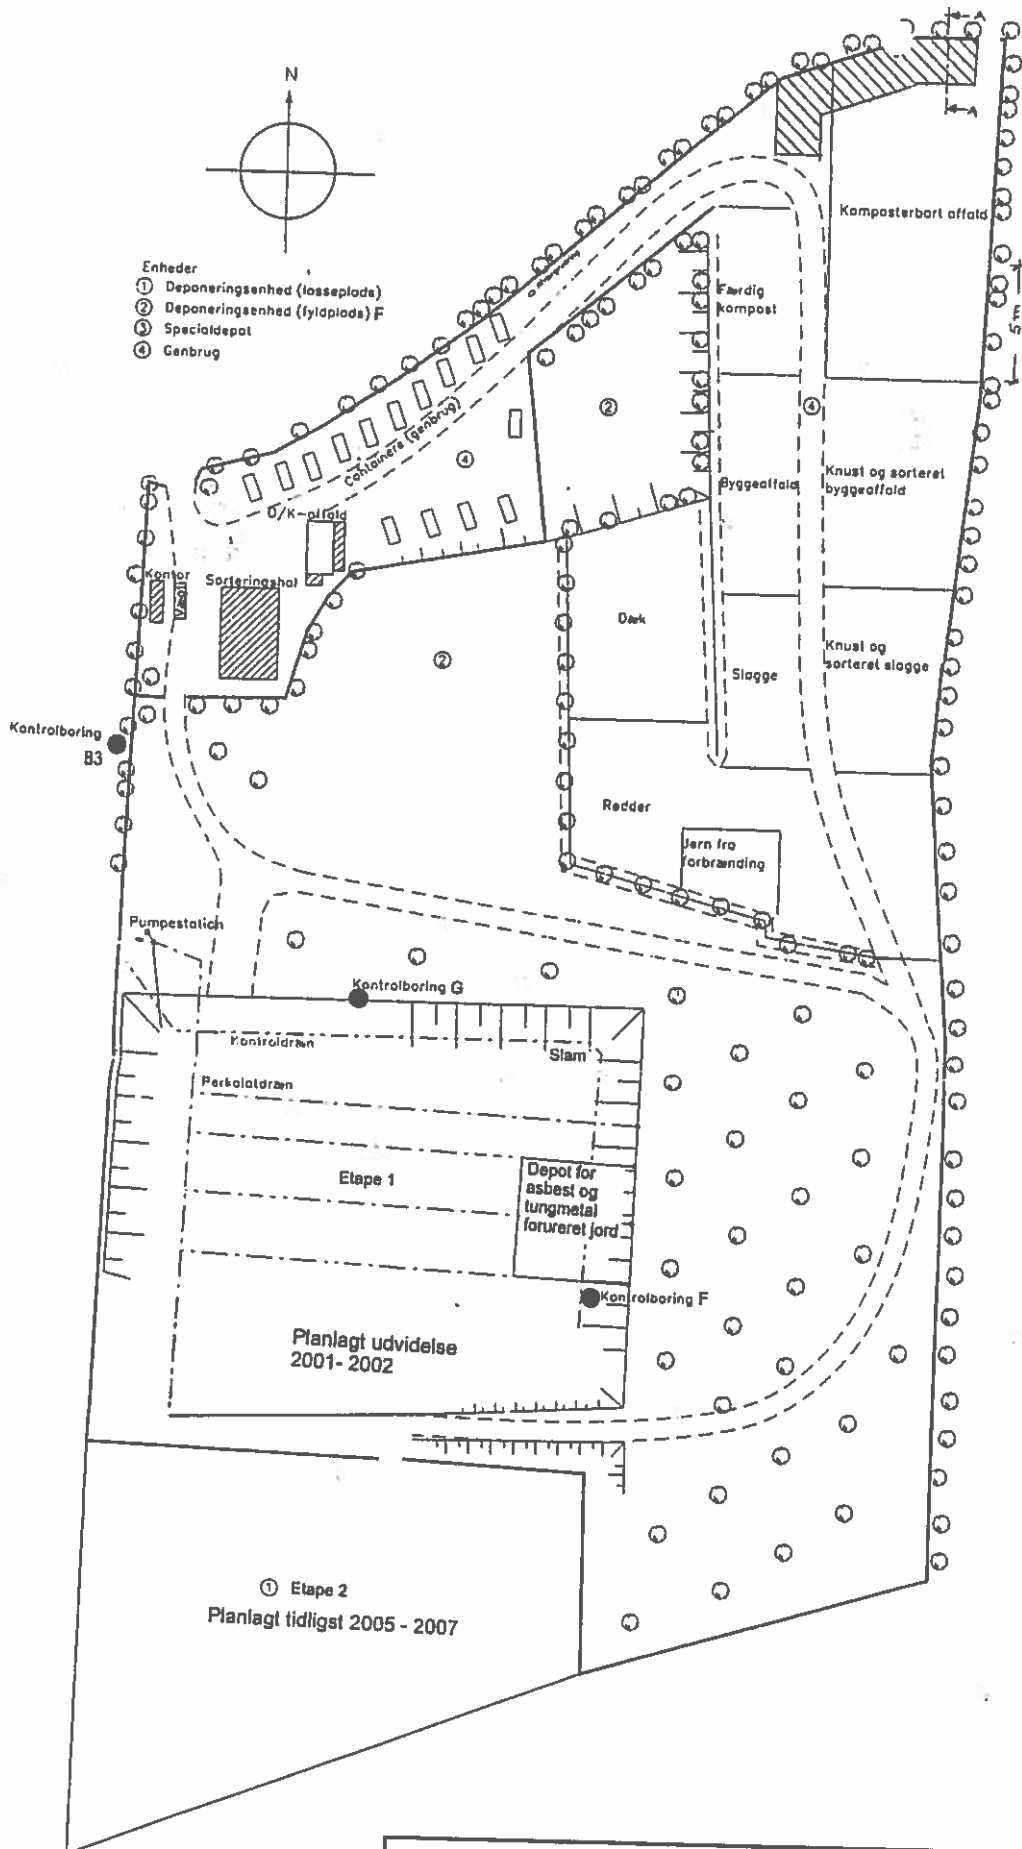 A
A
N
Enheder
① Deponeringsenhed (losseplads)
② Deponeringsenhed (fyldplads) F
③ Specialdepot
④ Genbrug
Komposterbart affald
5 m
Færdig
kompost
②
④
Containere (genbrug)
④
Byggeaffald
Knust og sorteret
byggeaffald
O/K-affald
Kontor
Vægt
Sorteringshal
Dæk
②
Slagge
Knust og
sorteret slagge
Kontrolboring
B3
Rødder
Jern fra
forbrænding
Pumpestation
Kontrolboring G
Kontroldræn
Slam
Perkolatdræn
Etape 1
Depot for
asbest og
tungmetal
forureret jord
Kontrolboring F
Planlagt udvidelse
2001- 2002
① Etape 2
Planlagt tidligst 2005 - 2007